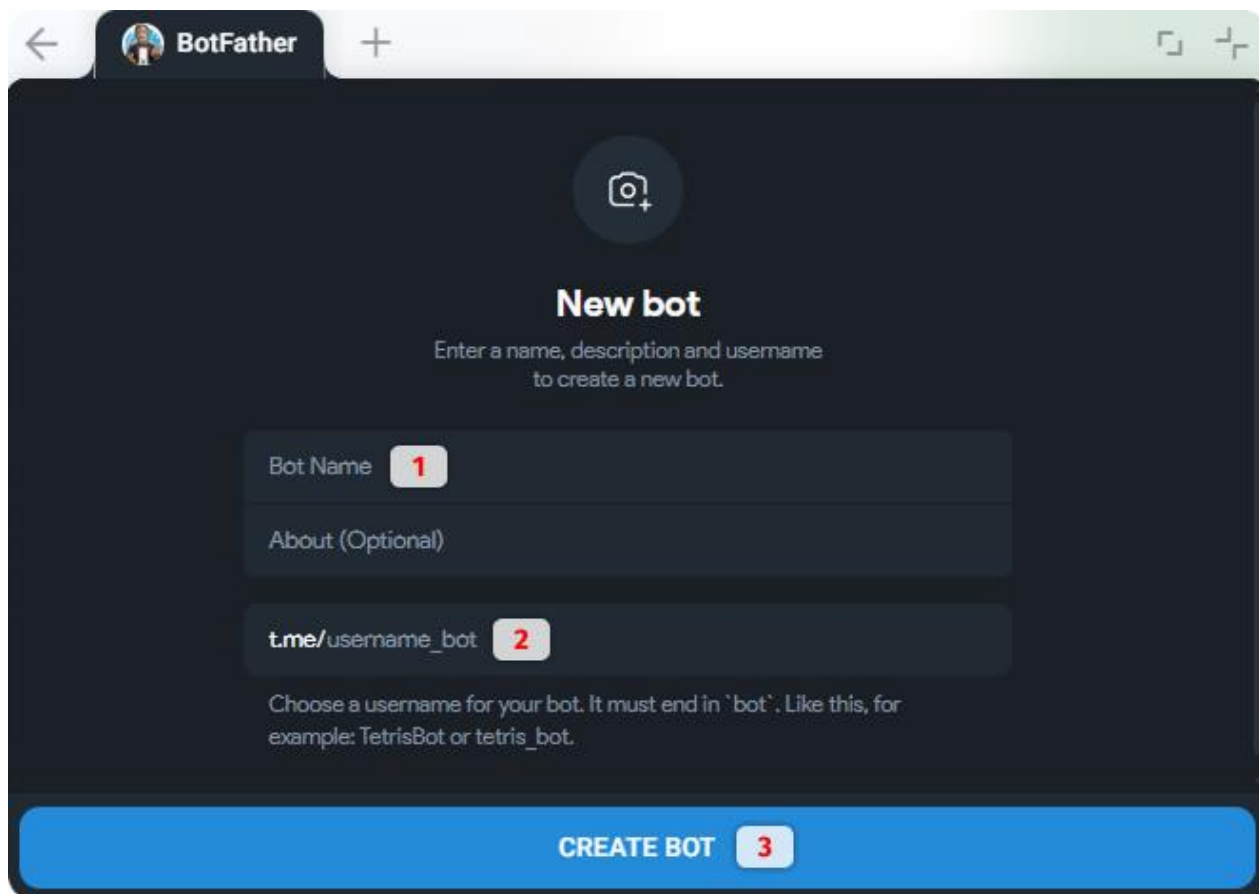 BotFather
New bot
Enter a name, description and username
to create a new bot.
Bot Name 1
About (Optional)
t.me/username_bot 2
Choose a username for your bot. It must end in `bot`. Like this, for
example: TetrisBot or tetris_bot.
CREATE BOT 3